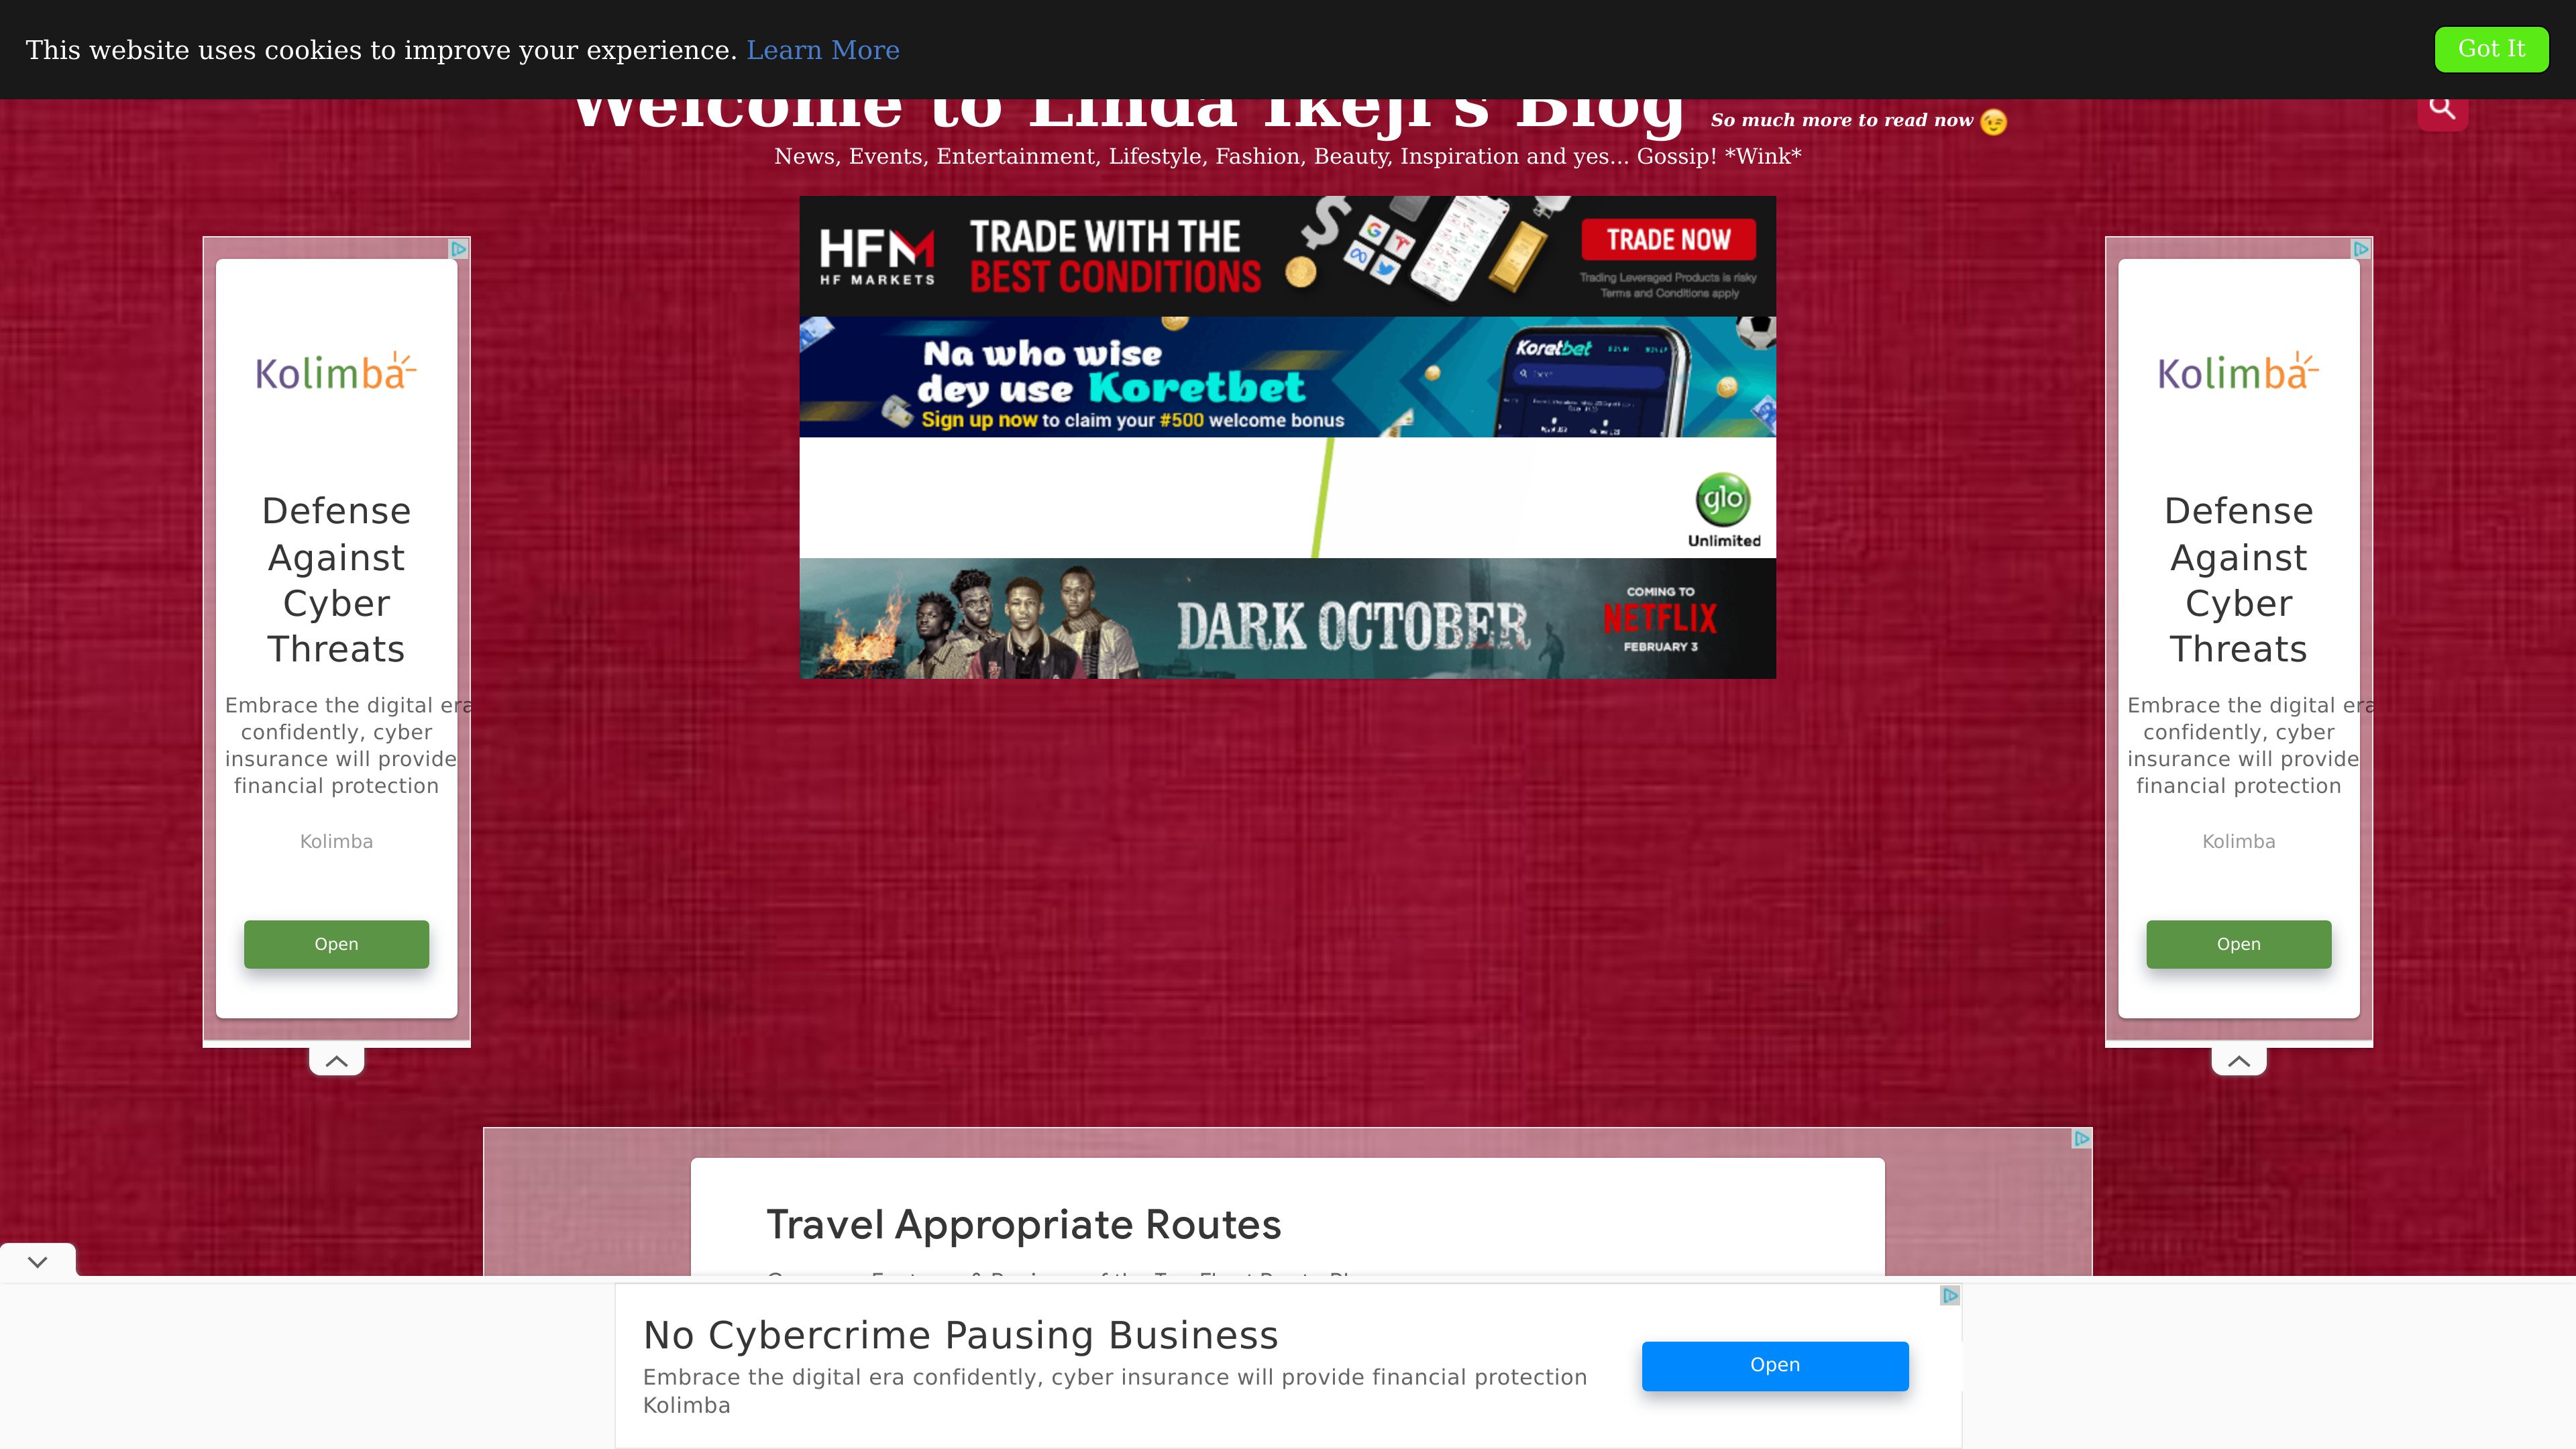 This website uses cookies to improve your experience. Learn More
Got It
Welcome to Linda Ikeji's Blog So much more to read now
News, Events, Entertainment, Lifestyle, Fashion, Beauty, Inspiration and yes... Gossip! *Wink*
HFM
HF MARKETS
TRADE WITH THE
BEST CONDITIONS
TRADE NOW
Trading Leveraged Products is risky
Terms and Conditions apply
Na who wise
dey use Koretbet
Sign up now to claim your #500 welcome bonus
Koretbet
glo
Unlimited
DARK OCTOBER
COMING TO
NETFLIX
FEBRUARY 3
Kolimba
Defense
Against
Cyber
Threats
Embrace the digital era
confidently, cyber
insurance will provide
financial protection
Kolimba
Open
Kolimba
Defense
Against
Cyber
Threats
Embrace the digital era
confidently, cyber
insurance will provide
financial protection
Kolimba
Open
Travel Appropriate Routes
No Cybercrime Pausing Business
Embrace the digital era confidently, cyber insurance will provide financial protection
Kolimba
Open